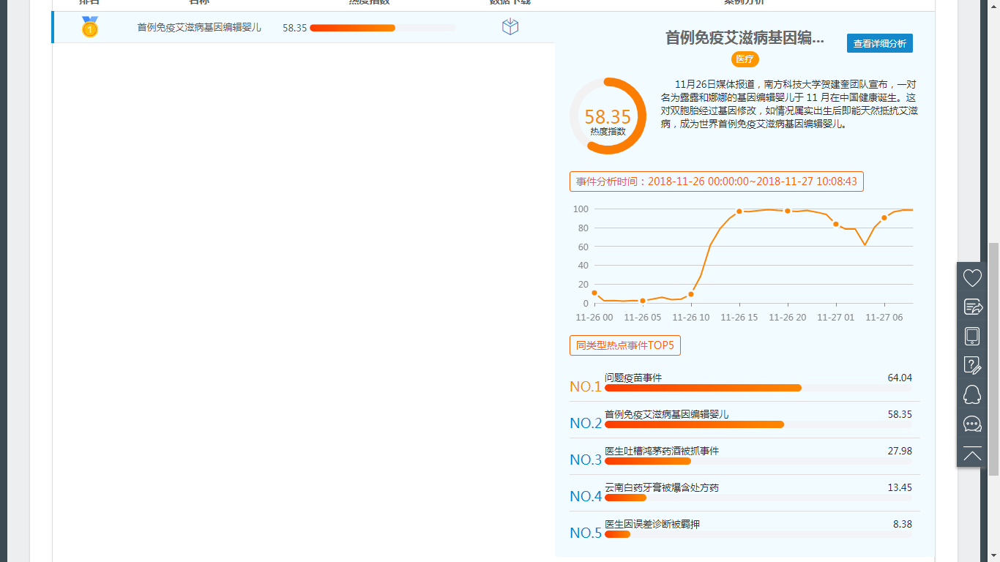 排名 名称 热度指数 数据下载 案例分析
1 首例免疫艾滋病基因编辑婴儿 58.35
首例免疫艾滋病基因编...
查看详细分析
医疗
58.35
热度指数
11月26日媒体报道，南方科技大学贺建奎团队宣布，一对
名为露露和娜娜的基因编辑婴儿于 11 月在中国健康诞生。这
对双胞胎经过基因修改，如情况属实出生后即能天然抵抗艾滋
病，成为世界首例免疫艾滋病基因编辑婴儿。
事件分析时间：2018-11-26 00:00:00~2018-11-27 10:08:43
100
80
60
40
20
0
11-26 00 11-26 05 11-26 10 11-26 15 11-26 20 11-27 01 11-27 06
同类型热点事件TOP5
NO.1 问题疫苗事件 64.04
NO.2 首例免疫艾滋病基因编辑婴儿 58.35
NO.3 医生吐槽鸿茅药酒被抓事件 27.98
NO.4 云南白药牙膏被爆含处方药 13.45
NO.5 医生因误差诊断被羁押 8.38